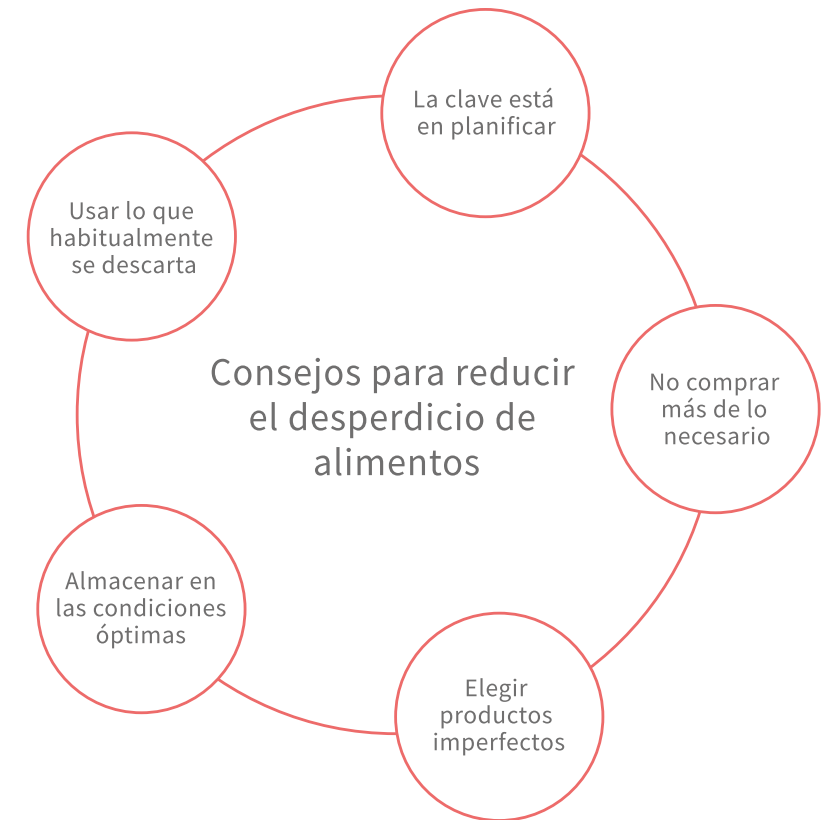 La clave está
en planificar
Usar lo que
habitualmente
se descarta
Consejos para reducir
el desperdicio de
alimentos
No comprar
más de lo
necesario
Almacenar en
las condiciones
óptimas
Elegir
productos
imperfectos